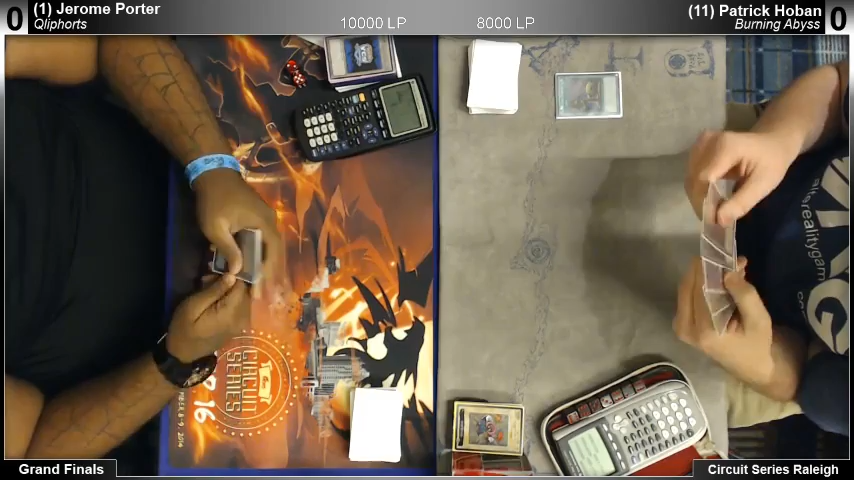 0
(1) Jerome Porter
Qliphorts
10000 LP
8000 LP
(11) Patrick Hoban
Burning Abyss
0
CIRCUIT
SERIES
alterealitygam
Grand Finals
Circuit Series Raleigh